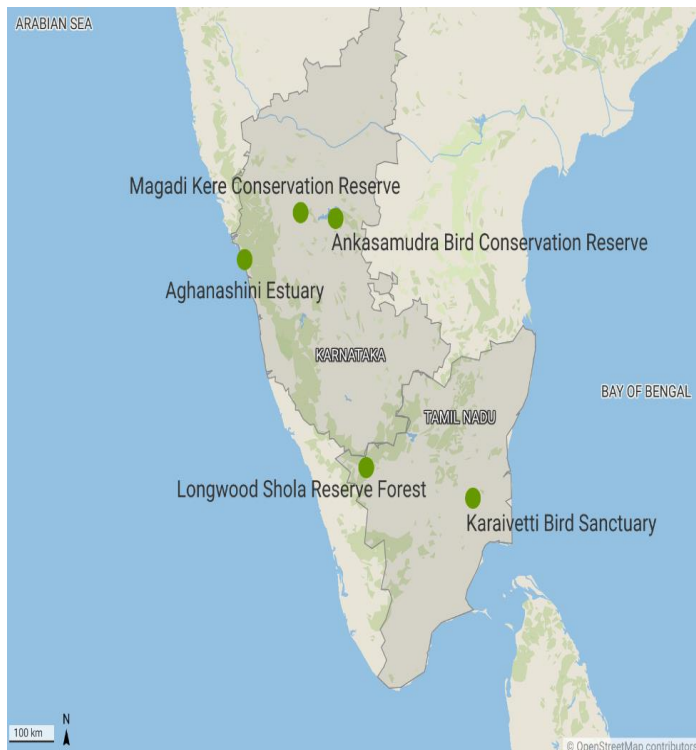 ARABIAN SEA
Magadi Kere Conservation Reserve
Ankasamudra Bird Conservation Reserve
Aghanashini Estuary
KARNATAKA
BAY OF BENGAL
TAMIL NADU
Longwood Shola Reserve Forest
Karaivetti Bird Sanctuary
N
100 km
© OpenStreetMap contributors